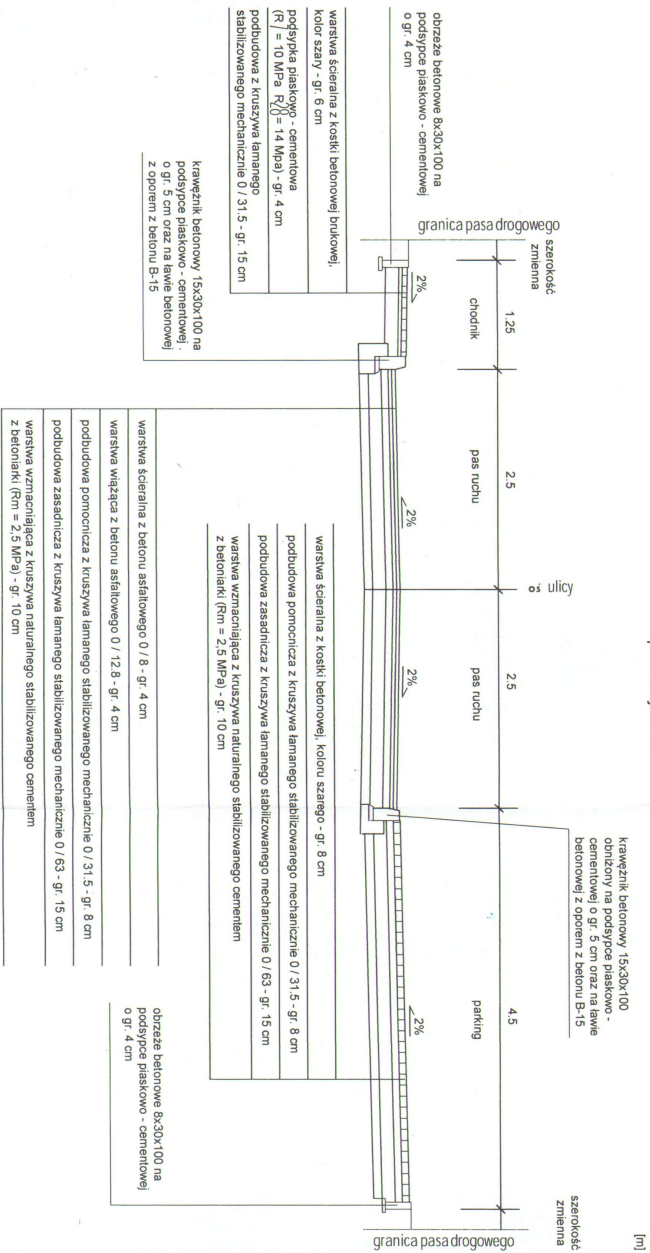 [m]
szerokość
zmienna
granica pasa drogowego
1.25
chodnik
2.5
pas ruchu
oś ulicy
2.5
pas ruchu
4.5
parking
szerokość
zmienna
granica pasa drogowego
2%
2%
2%
2%
obrzeże betonowe 8x30x100 na
podsypce piaskowo - cementowej
o gr. 4 cm
warstwa ścieralna z kostki betonowej brukowej,
kolor szary - gr. 6 cm
podsypka piaskowo - cementowa
(R = 10 MPa = 14 Mpa) - gr. 4 cm
podbudowa z kruszywa łamanego
stabilizowanego mechanicznie 0 / 31.5 - gr. 15 cm
krawężnik betonowy 15x30x100 na
podsypce piaskowo - cementowej .
o gr. 5 cm oraz na ławie betonowej
z oporem z betonu B-15
krawężnik betonowy 15x30x100
obniżony na podsypce piaskowo -
cementowej o gr. 5 cm oraz na ławie
betonowej z oporem z betonu B-15
warstwa ścieralna z kostki betonowej, koloru szarego - gr. 8 cm
podbudowa pomocnicza z kruszywa łamanego stabilizowanego mechanicznie 0 / 31.5 - gr. 8 cm
podbudowa zasadnicza z kruszywa łamanego stabilizowanego mechanicznie 0 / 63 - gr. 15 cm
warstwa wzmacniająca z kruszywa naturalnego stabilizowanego cementem
z betoniarki (Rm = 2,5 MPa) - gr. 10 cm
warstwa ścieralna z betonu asfaltowego 0 / 8 - gr. 4 cm
warstwa wiążąca z betonu asfaltowego 0 / 12.8 - gr. 4 cm
podbudowa pomocnicza z kruszywa łamanego stabilizowanego mechanicznie 0 / 31.5 - gr. 8 cm
podbudowa zasadnicza z kruszywa łamanego stabilizowanego mechanicznie 0 / 63 - gr. 15 cm
warstwa wzmacniająca z kruszywa naturalnego stabilizowanego cementem
z betoniarki (Rm = 2,5 MPa) - gr. 10 cm
obrzeże betonowe 8x30x100 na
podsypce piaskowo - cementowej
o gr. 4 cm